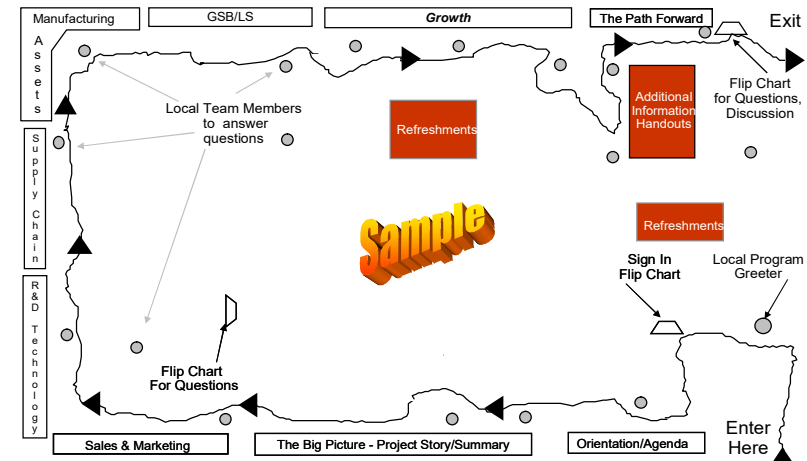 Manufacturing
Assets
GSB/LS
Growth
The Path Forward
Exit
Flip Chart
for Questions,
Discussion
Local Team Members
to answer
questions
Refreshments
Additional
Information
Handouts
Supply Chain
Sample
Refreshments
Sign In
Flip Chart
Local Program
Greeter
R&D Technology
Flip Chart
For Questions
Sales & Marketing
The Big Picture - Project Story/Summary
Orientation/Agenda
Enter
Here